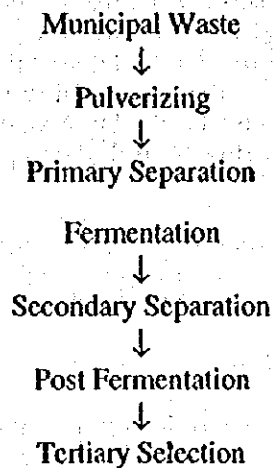 Municipal Waste
↓
Pulverizing
↓
Primary Separation
Fermentation
↓
Secondary Separation
↓
Post Fermentation
↓
Tertiary Selection